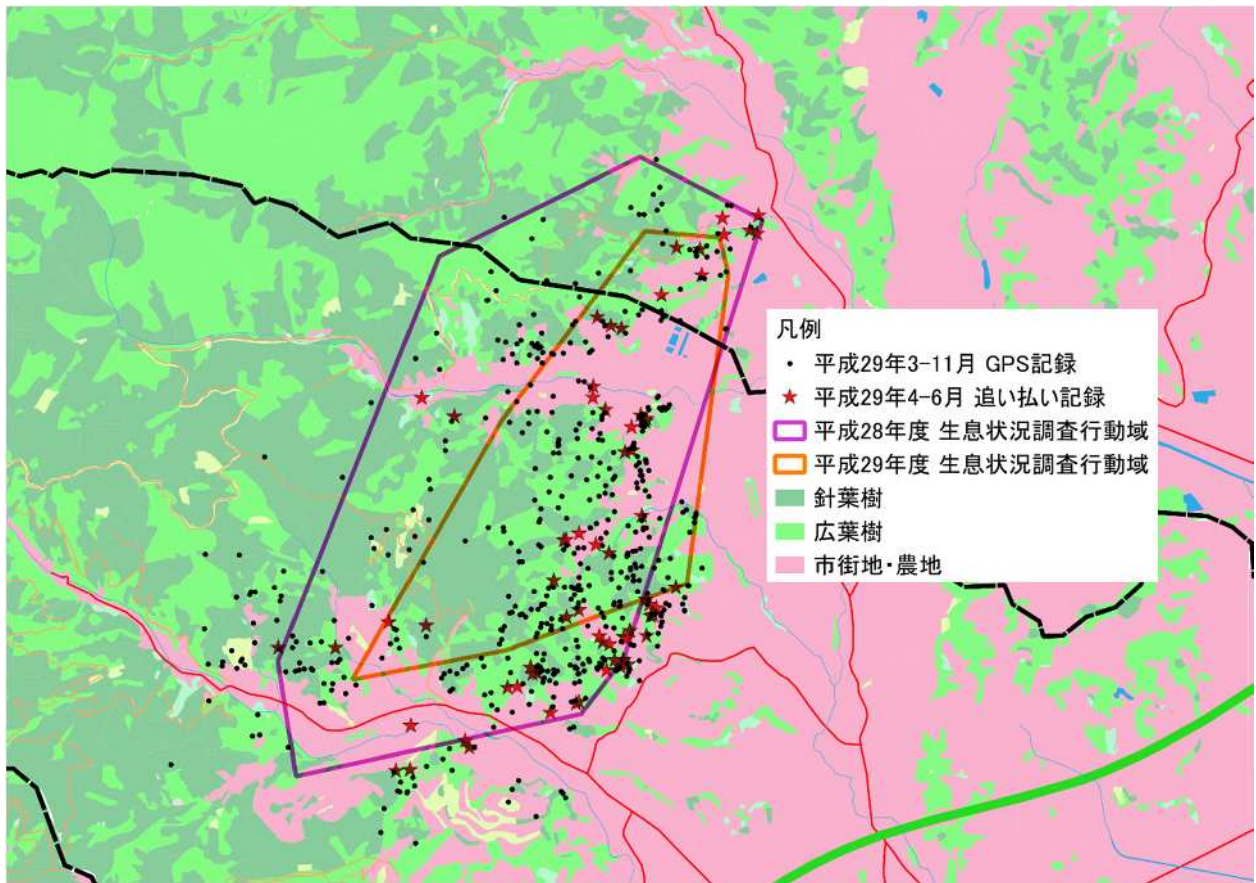 凡例
平成29年3-11月 GPS記録
平成29年4-6月 追い払い記録
平成28年度 生息状況調査行動域
平成29年度 生息状況調査行動域
針葉樹
広葉樹
市街地・農地